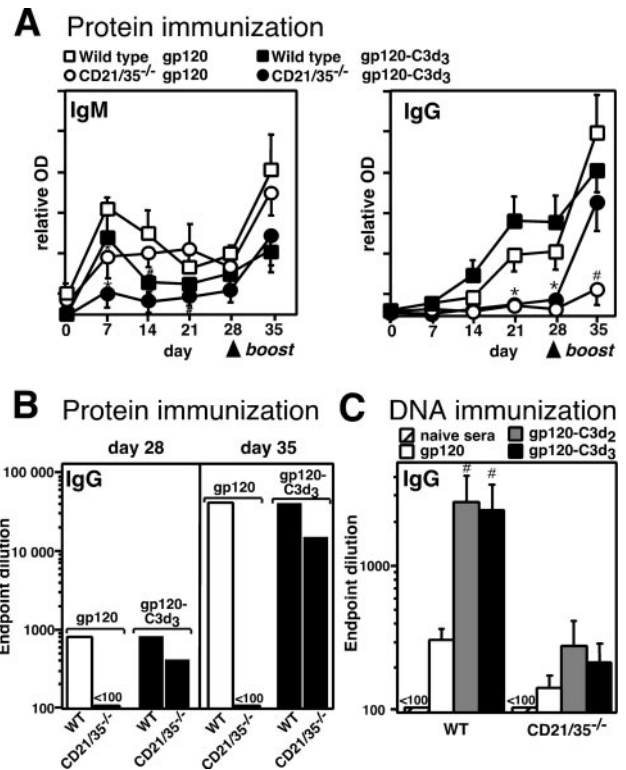 A Protein immunization
Wild type gp120 Wild type gp120-C3d3
CD21/35-/- gp120 CD21/35-/- gp120-C3d3
IgM
relative OD
*
#
*
#
0 7 14 21 28 35
day boost
IgG
relative OD
* * #
0 7 14 21 28 35
day boost
B Protein immunization
day 28 day 35
IgG
Endpoint dilution
100 000
10 000
1000
100
gp120
gp120-
C3d3
gp120
gp120-
C3d3
<100 <100
WT CD21/35-/- WT CD21/35-/- WT CD21/35-/- WT CD21/35-/-
C DNA immunization
naive sera gp120-C3d2
gp120 gp120-C3d3
IgG
Endpoint dilution
1000
100
# #
<100 <100
WT CD21/35-/-